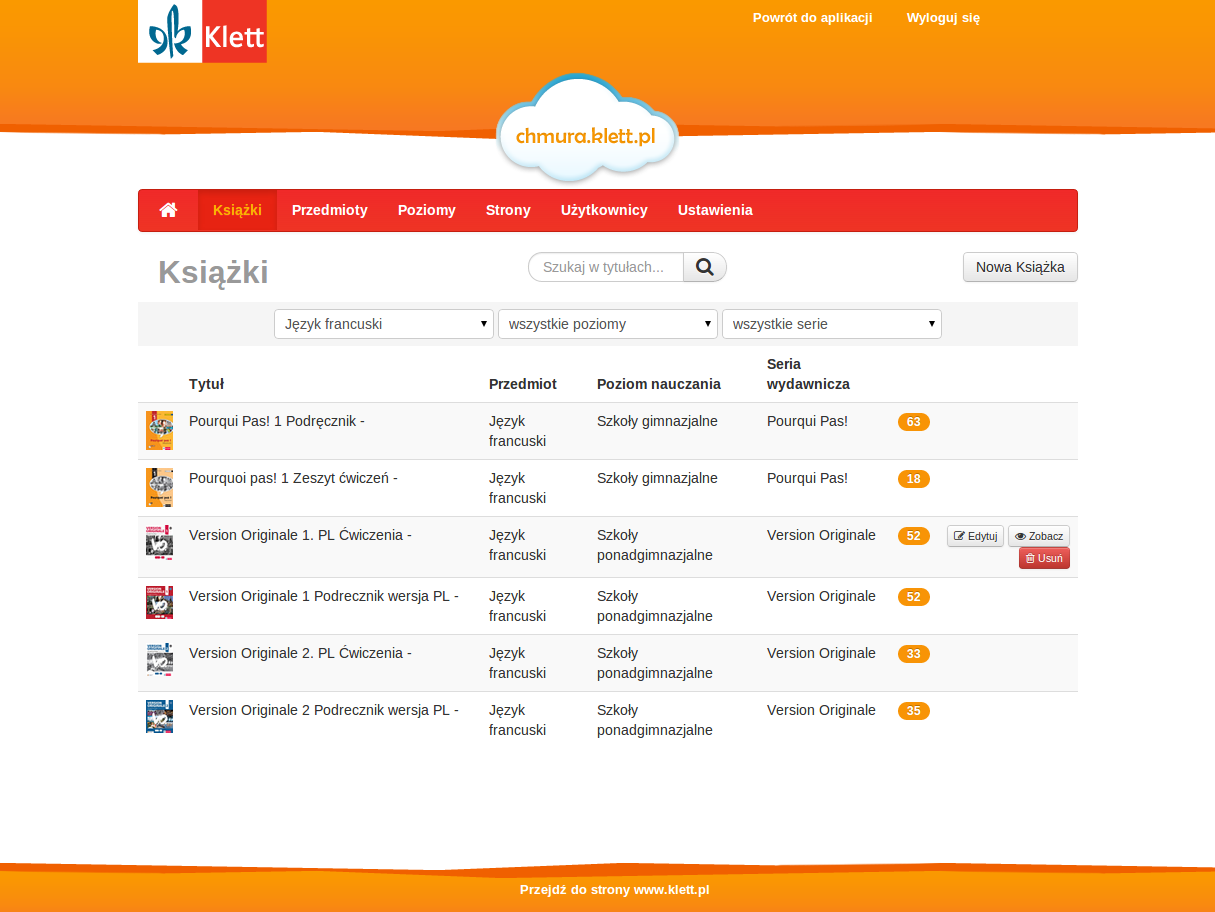 Klett
Powrót do aplikacji Wyloguj się
chmura.klett.pl
Książki Przedmioty Poziomy Strony Użytkownicy Ustawienia
Książki
Szukaj w tytułach...
Nowa Książka
Język francuski wszystkie poziomy wszystkie serie
Tytuł Przedmiot Poziom nauczania Seria
wydawnicza
Pourqui Pas! 1 Podręcznik - Język Szkoły gimnazjalne Pourqui Pas! 63
francuski
Pourquoi pas! 1 Zeszyt ćwiczeń - Język Szkoły gimnazjalne Pourqui Pas! 18
francuski
Version Originale 1. PL Ćwiczenia - Język Szkoły Version Originale 52 Edytuj Zobacz
francuski ponadgimnazjalne Usuń
Version Originale 1 Podrecznik wersja PL - Język Szkoły Version Originale 52
francuski ponadgimnazjalne
Version Originale 2. PL Ćwiczenia - Język Szkoły Version Originale 33
francuski ponadgimnazjalne
Version Originale 2 Podrecznik wersja PL - Język Szkoły Version Originale 35
francuski ponadgimnazjalne
Przejdź do strony www.klett.pl